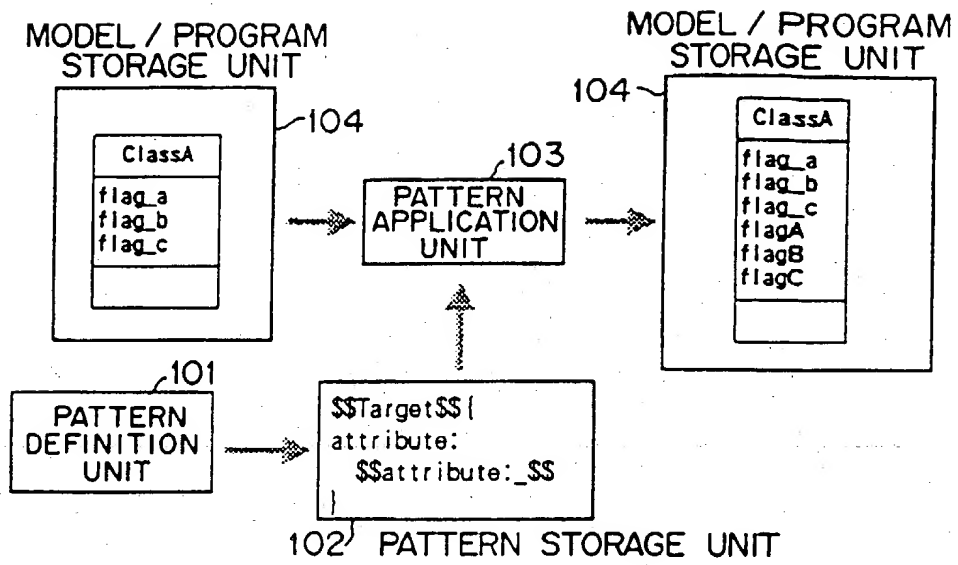 MODEL / PROGRAM
STORAGE UNIT
104
ClassA
flag_a
flag_b
flag_c
103
PATTERN
APPLICATION
UNIT
MODEL / PROGRAM
STORAGE UNIT
104
ClassA
flag_a
flag_b
flag_c
flagA
flagB
flagC
101
PATTERN
DEFINITION
UNIT
$$Target$${
attribute:
$$attribute:_$$
}
102 PATTERN STORAGE UNIT